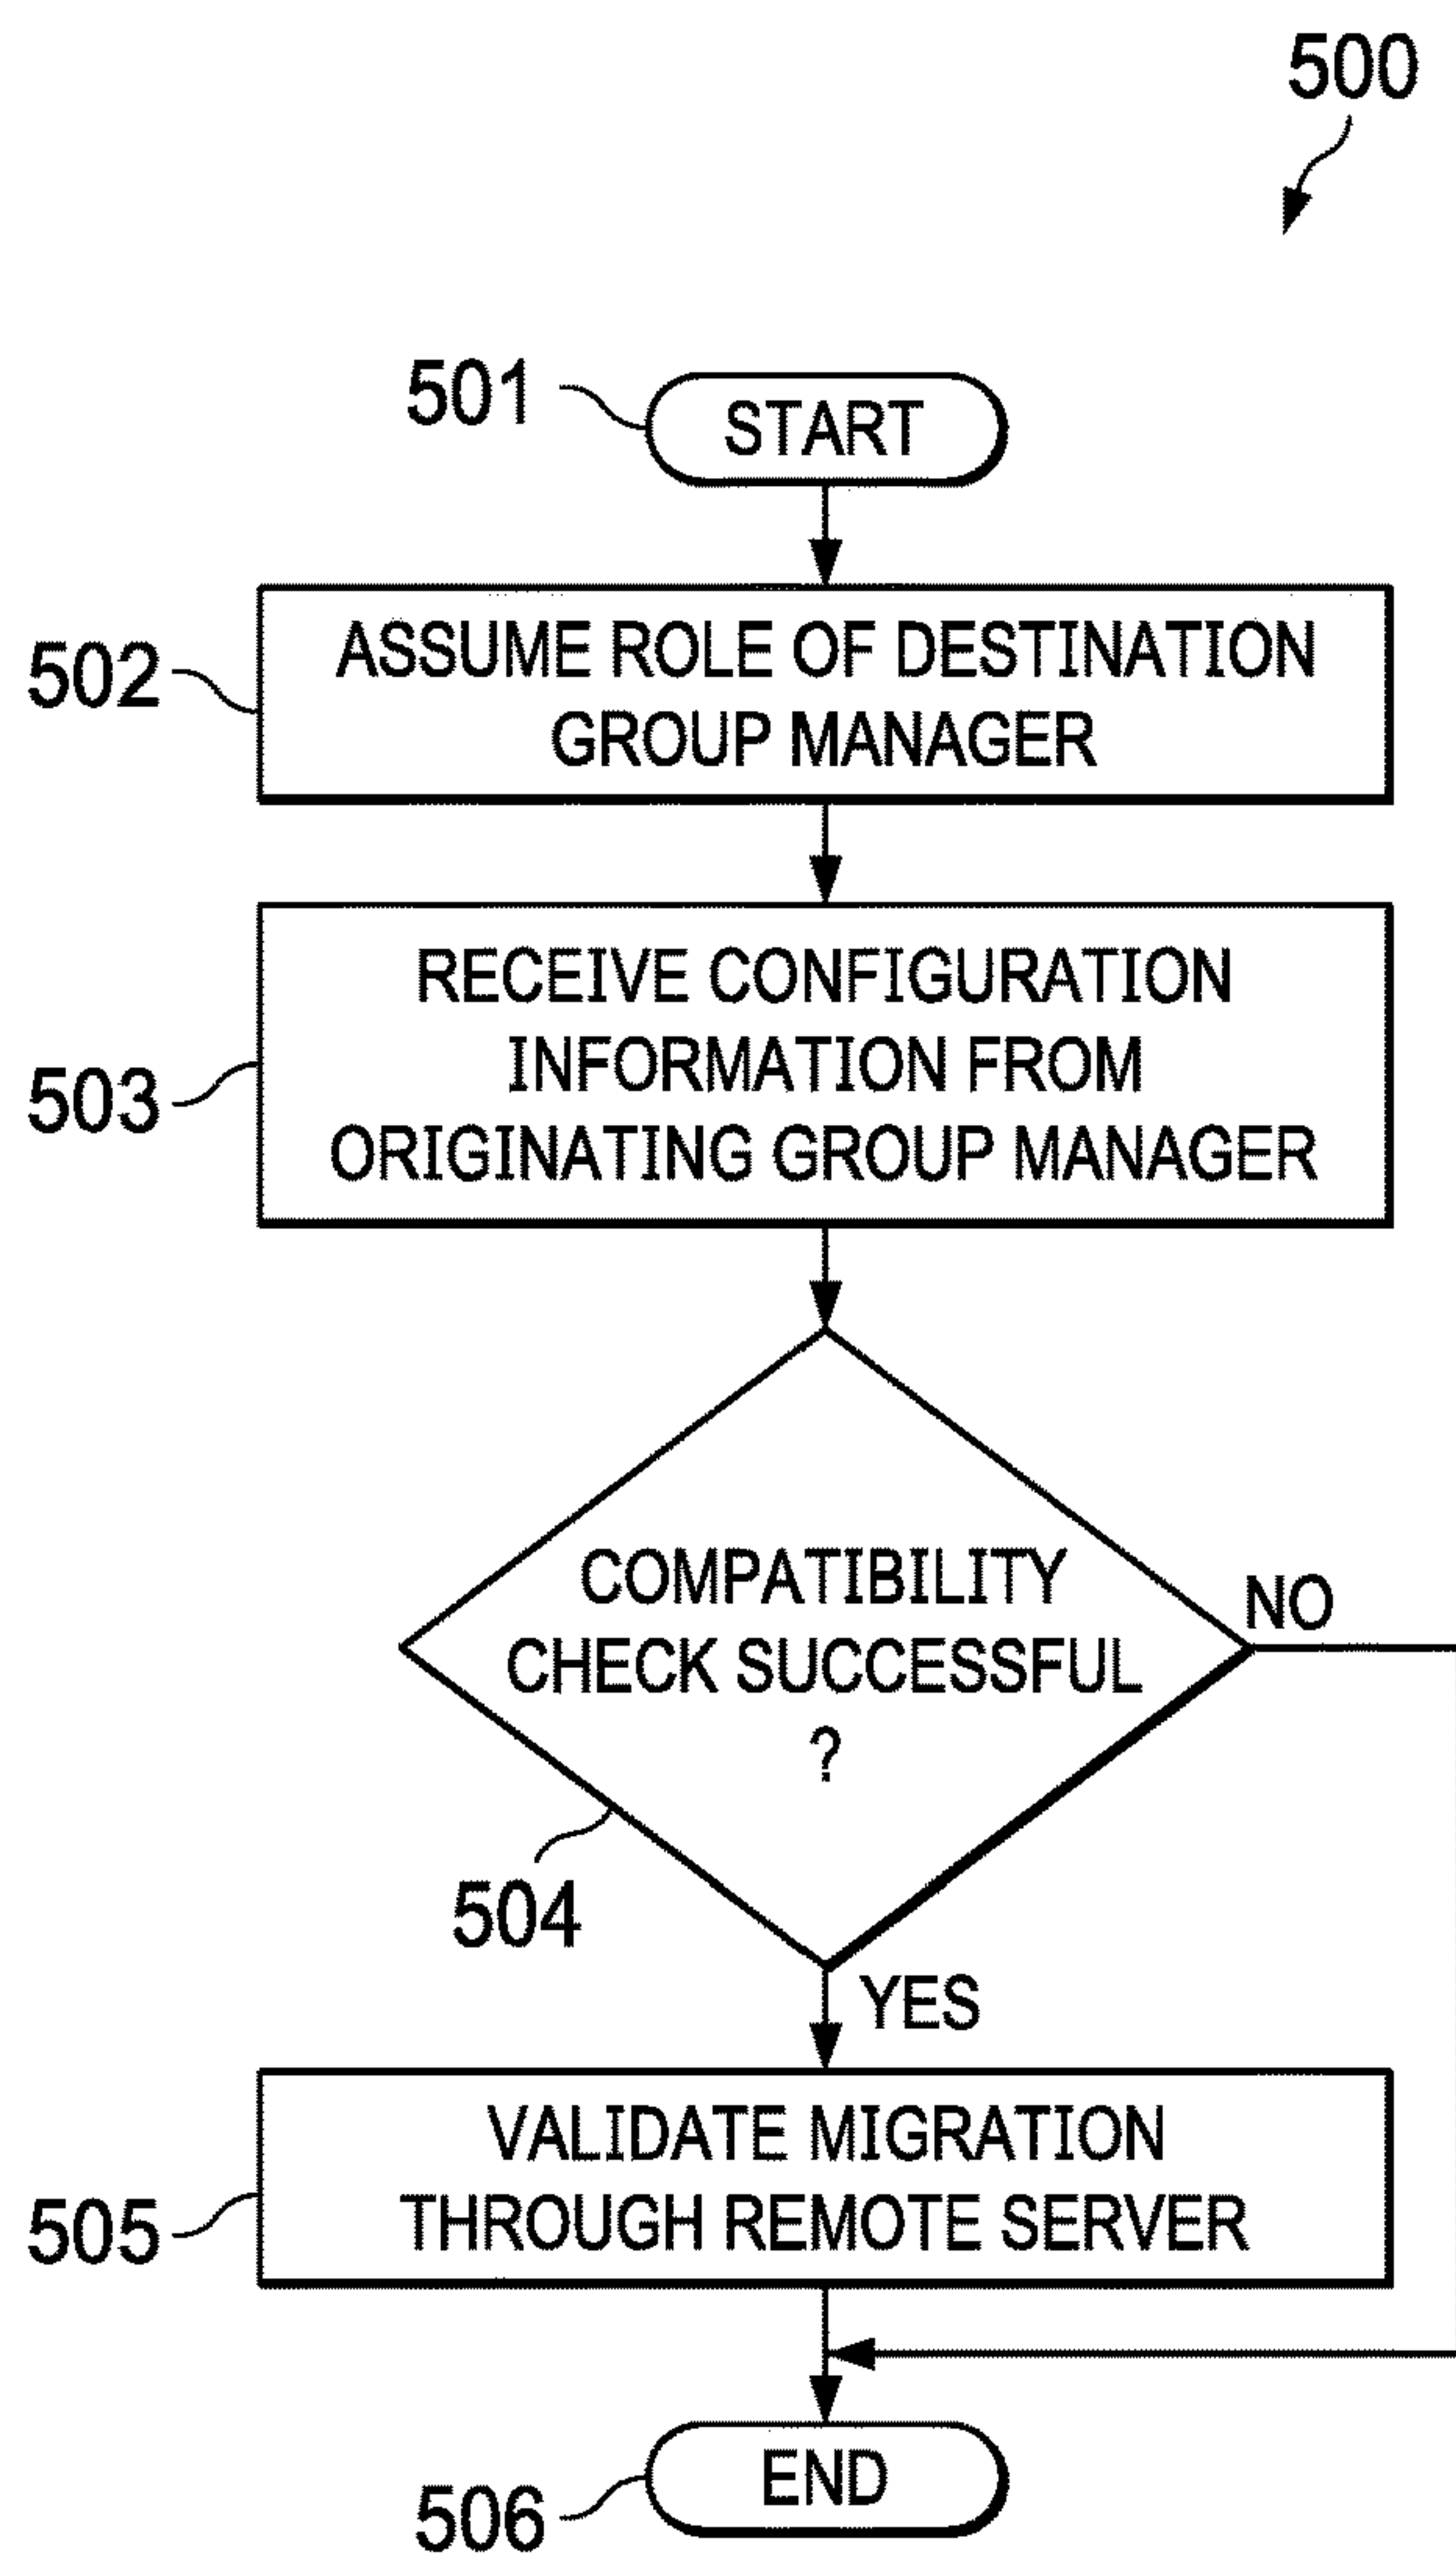 500
501
START
502
ASSUME ROLE OF DESTINATION
GROUP MANAGER
503
RECEIVE CONFIGURATION
INFORMATION FROM
ORIGINATING GROUP MANAGER
COMPATIBILITY
CHECK SUCCESSFUL
?
NO
504
YES
505
VALIDATE MIGRATION
THROUGH REMOTE SERVER
506
END